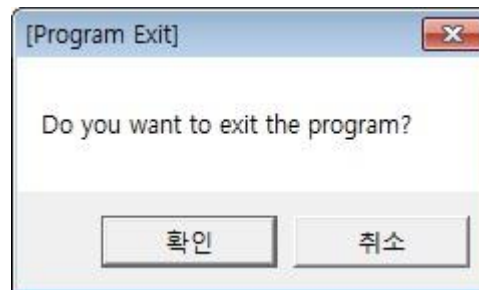 [Program Exit]
Do you want to exit the program?
확인
취소